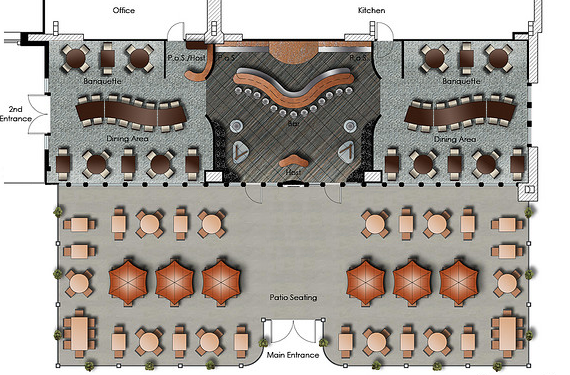 Office
Kitchen
P.o.S./Host
P.o.S.
P.o.S.
Banquette
Banquette
2nd
Entrance
Bar
Dining Area
Dining Area
Host
Patio Seating
Main Entrance